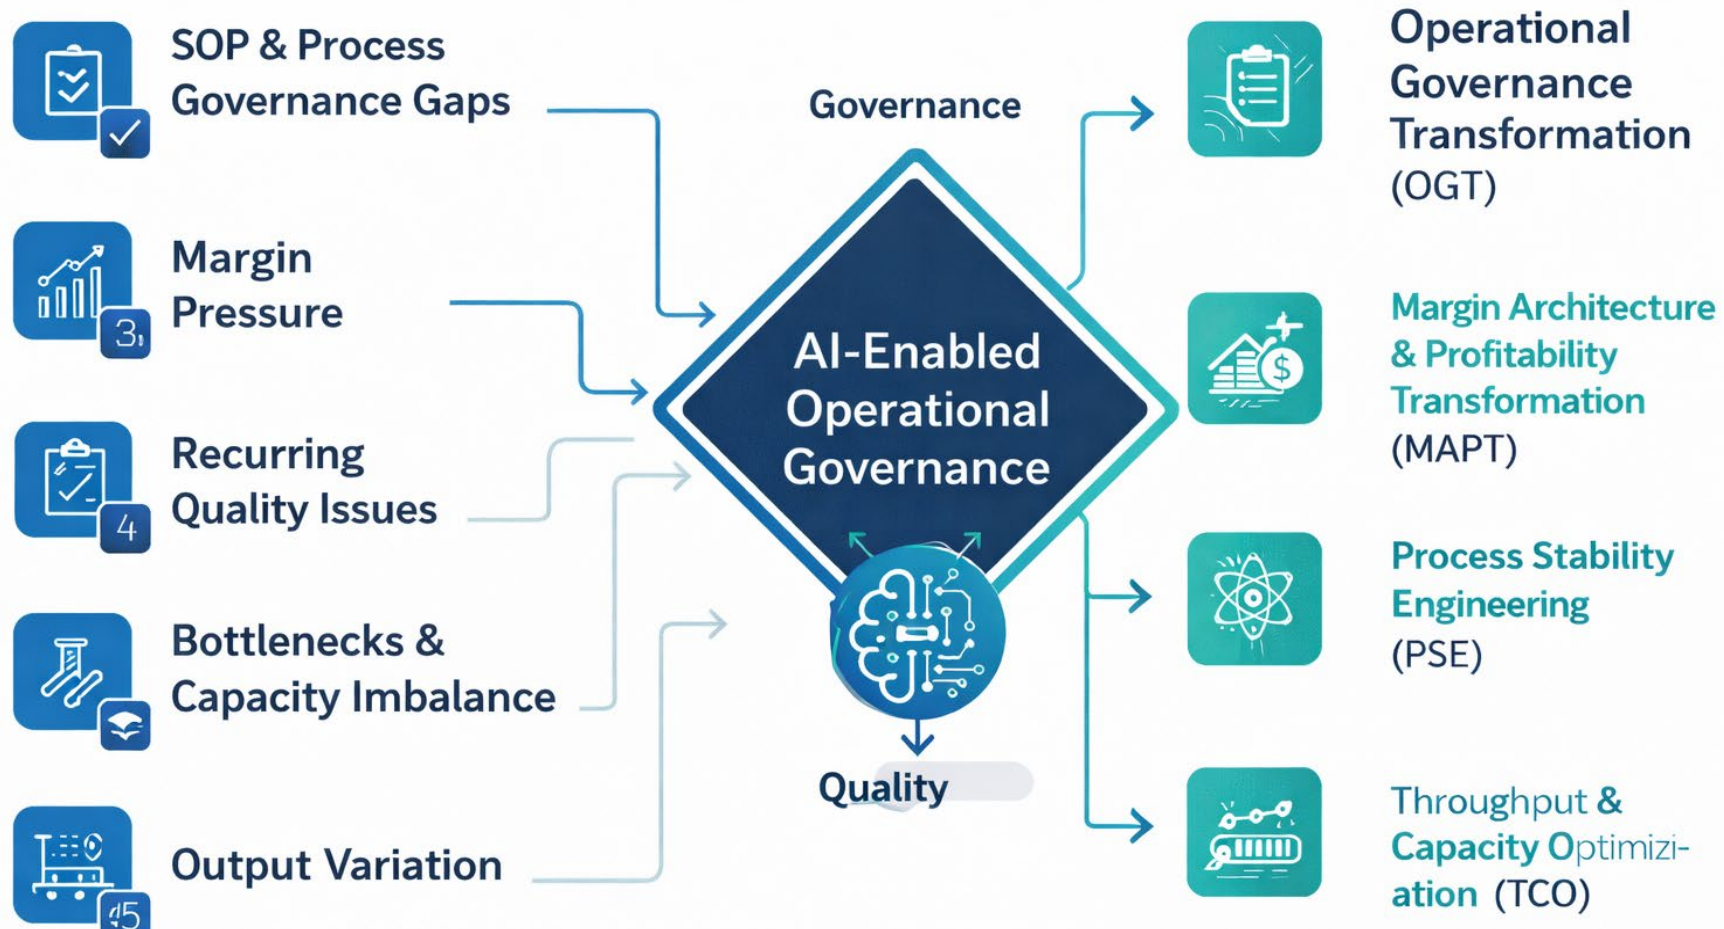 SOP & Process
Governance Gaps
Margin
Pressure
3
Recurring
Quality Issues
4
Bottlenecks &
Capacity Imbalance
Output Variation
Governance
AI-Enabled
Operational
Governance
Quality
Operational
Governance
Transformation
(OGT)
Margin Architecture
& Profitability
Transformation
(MAPT)
$
Process Stability
Engineering
(PSE)
Throughput &
Capacity Optimizi-
ation (TCO)